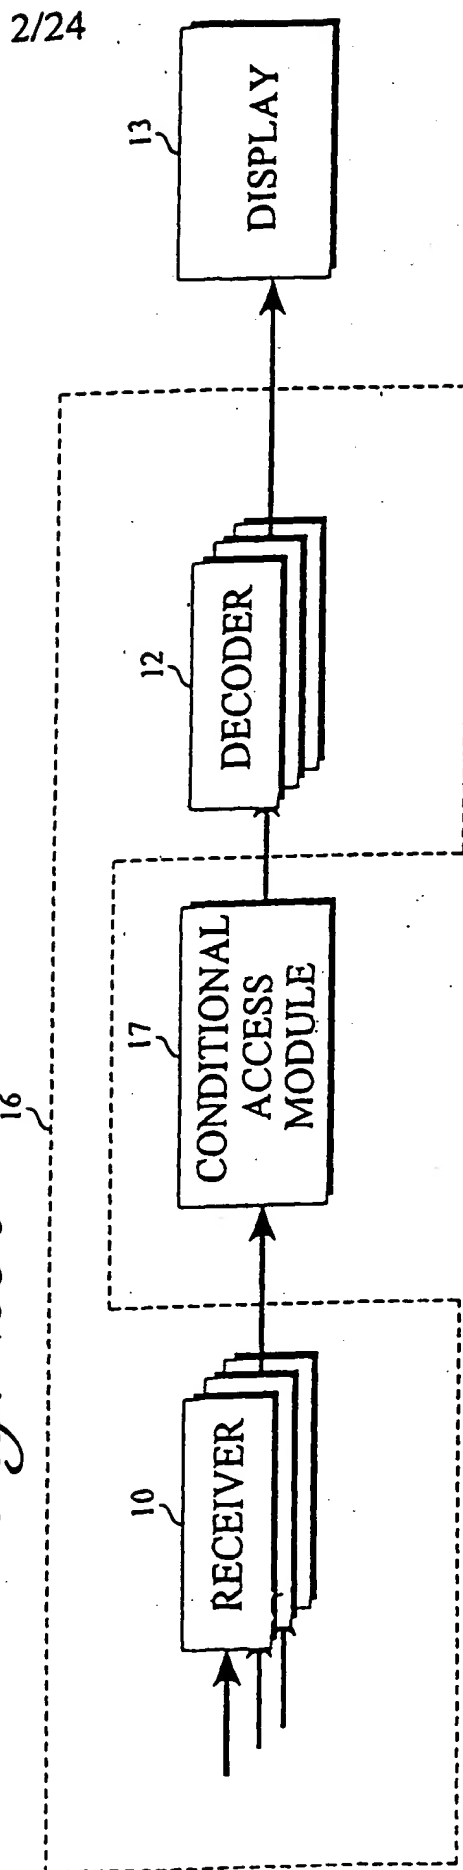 2/24
16
10
RECEIVER
17
CONDITIONAL
ACCESS
MODULE
12
DECODER
13
DISPLAY